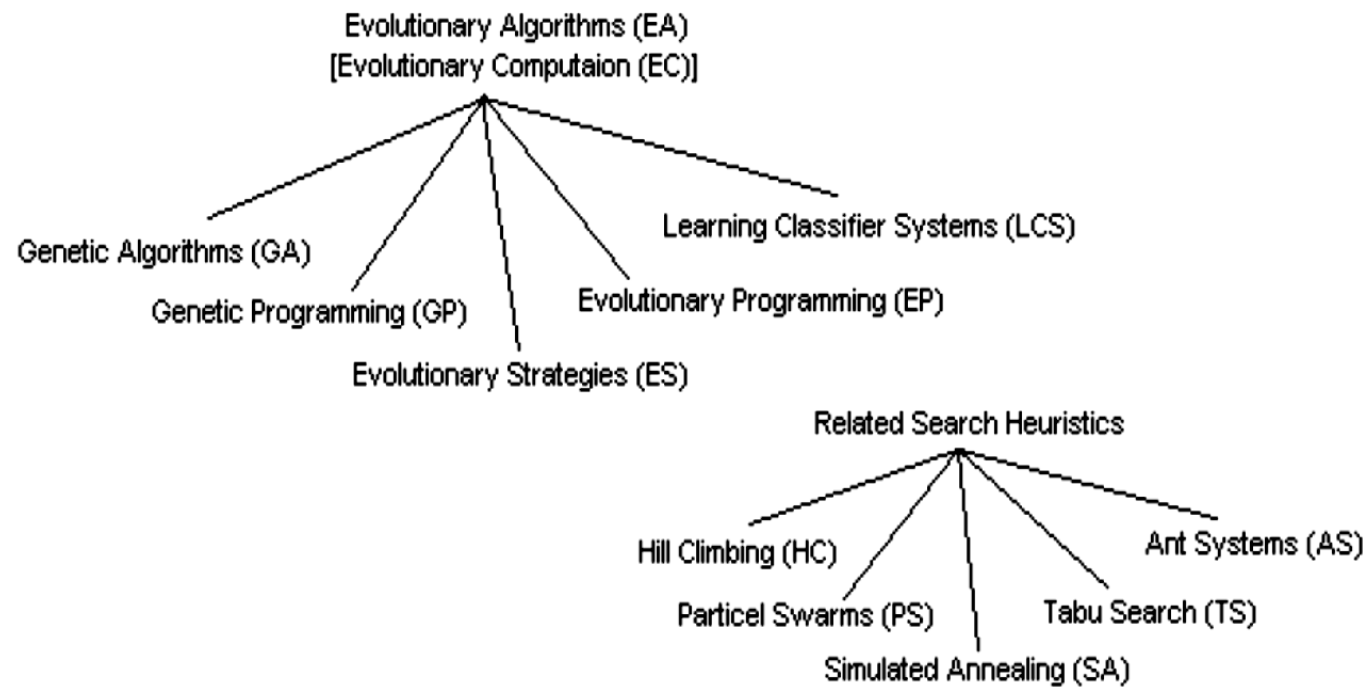 Evolutionary Algorithms (EA)
[Evolutionary Computaion (EC)]
Learning Classifier Systems (LCS)
Genetic Algorithms (GA)
Evolutionary Programming (EP)
Genetic Programming (GP)
Evolutionary Strategies (ES)
Related Search Heuristics
Hill Climbing (HC)
Ant Systems (AS)
Particel Swarms (PS)
Tabu Search (TS)
Simulated Annealing (SA)